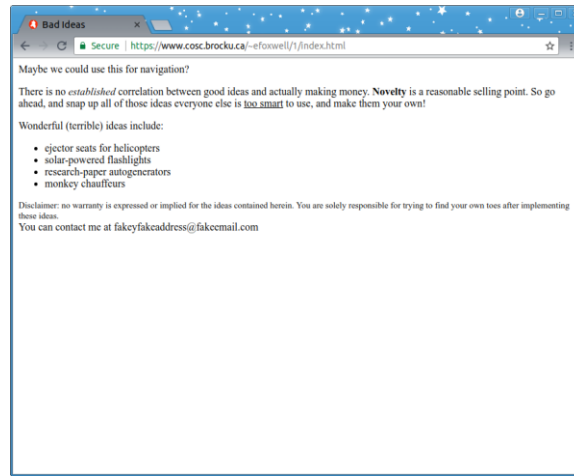 Bad Ideas
Secure | https://www.cosc.brocku.ca/~efoxwell/1/index.html
Maybe we could use this for navigation?
There is no established correlation between good ideas and actually making money. Novelty is a reasonable selling point. So go
ahead, and snap up all of those ideas everyone else is too smart to use, and make them your own!
Wonderful (terrible) ideas include:
• ejector seats for helicopters
• solar-powered flashlights
• research-paper autogenerators
• monkey chauffeurs
Disclaimer: no warranty is expressed or implied for the ideas contained herein. You are solely responsible for trying to find your own toes after implementing
these ideas.
You can contact me at fakeyfakeaddress@fakeemail.com